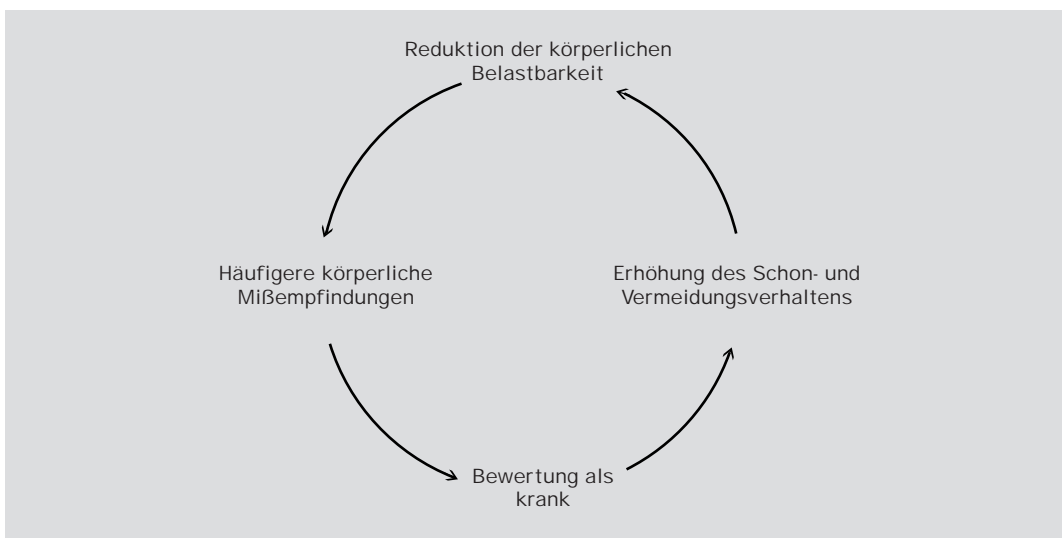 Reduktion der körperlichen
Belastbarkeit
Häufigere körperliche
Mißempfindungen
Erhöhung des Schon- und
Vermeidungsverhaltens
Bewertung als
krank